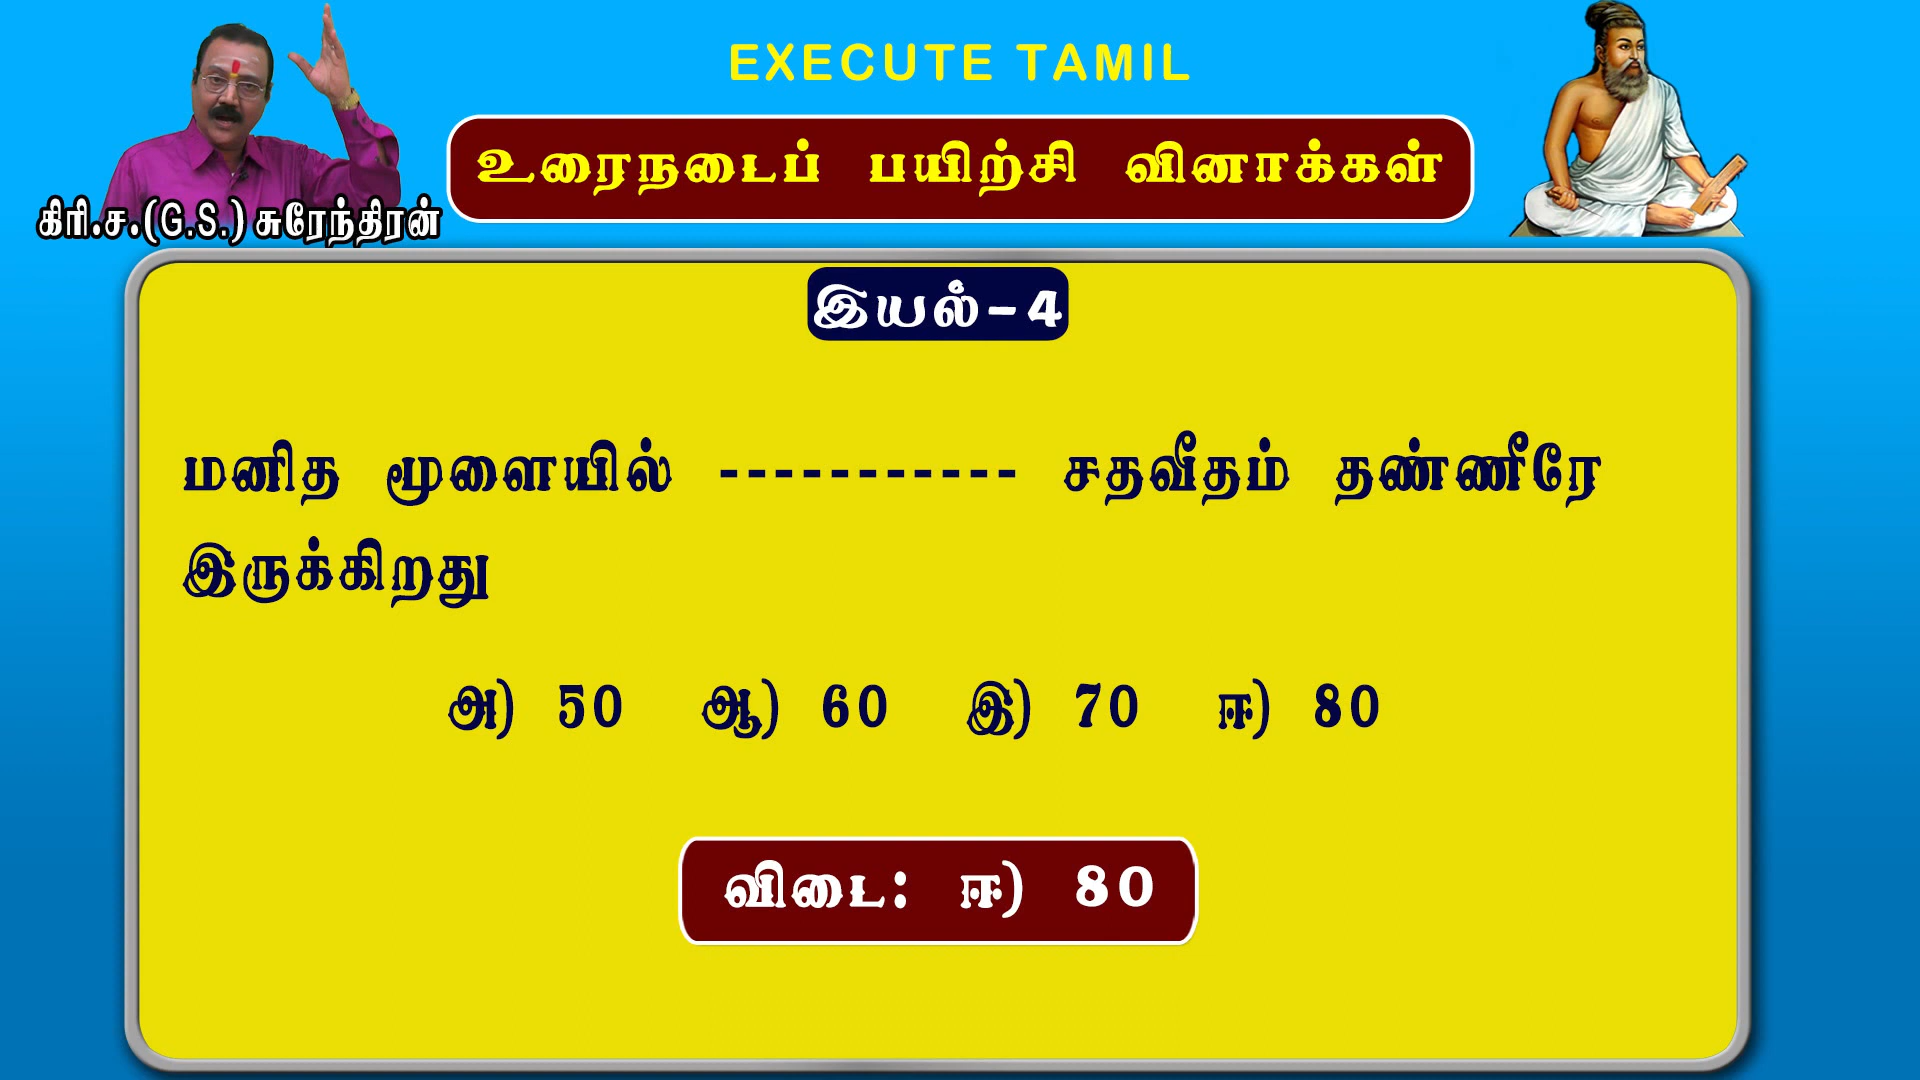 EXECUTE TAMIL
உரைநடைப் பயிற்சி வினாக்கள்
கிரி.ச.(G.S.) சுரேந்திரன்
இயல்-4
மனித மூளையில் ----------- சதவீதம் தண்ணீரே
இருக்கிறது
அ) 50 ஆ) 60 இ) 70 ஈ) 80
விடை: ஈ) 80